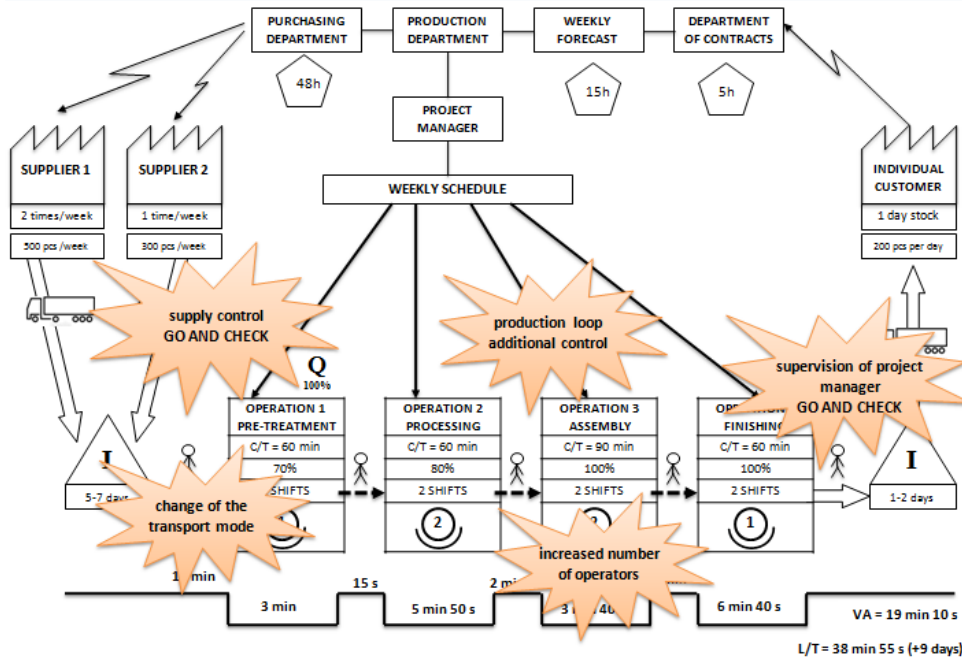 PURCHASING
DEPARTMENT
PRODUCTION
DEPARTMENT
WEEKLY
FORECAST
DEPARTMENT
OF CONTRACTS
48h
15h
5h
PROJECT
MANAGER
SUPPLIER 1
SUPPLIER 2
INDIVIDUAL
CUSTOMER
WEEKLY SCHEDULE
2 times/week
1 time/week
1 day stock
500 pcs/week
300 pcs/week
200 pcs per day
supply control
GO AND CHECK
production loop
additional control
supervision of project
manager
GO AND CHECK
Q
100%
OPERATION 1
PRE-TREATMENT
C/T = 60 min
70%
SHIFTS
OPERATION 2
PROCESSING
C/T = 60 min
80%
2 SHIFTS
2
OPERATION 3
ASSEMBLY
C/T = 90 min
100%
2 SHIFTS
FINISHING
C/T = 60 min
100%
2 SHIFTS
1
I
5-7 days
I
1-2 days
change of the
transport mode
increased number
of operators
min
15 s
3 min
5 min 50 s
6 min 40 s
VA = 19 min 10 s
L/T = 38 min 55 s (+9 days)